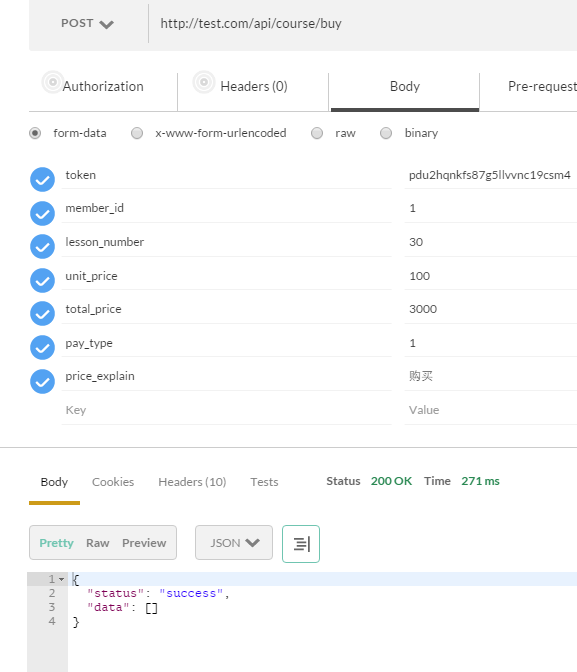 POST http://test.com/api/course/buy
Authorization Headers (0) Body Pre-request
form-data x-www-form-urlencoded raw binary
token pdu2hqnkfs87g5llvvnc19csm4
member_id 1
lesson_number 30
unit_price 100
total_price 3000
pay_type 1
price_explain 购买
Key Value
Body Cookies Headers (10) Tests Status 200 OK Time 271 ms
Pretty Raw Preview JSON
1 {
2 "status": "success",
3 "data": []
4 }